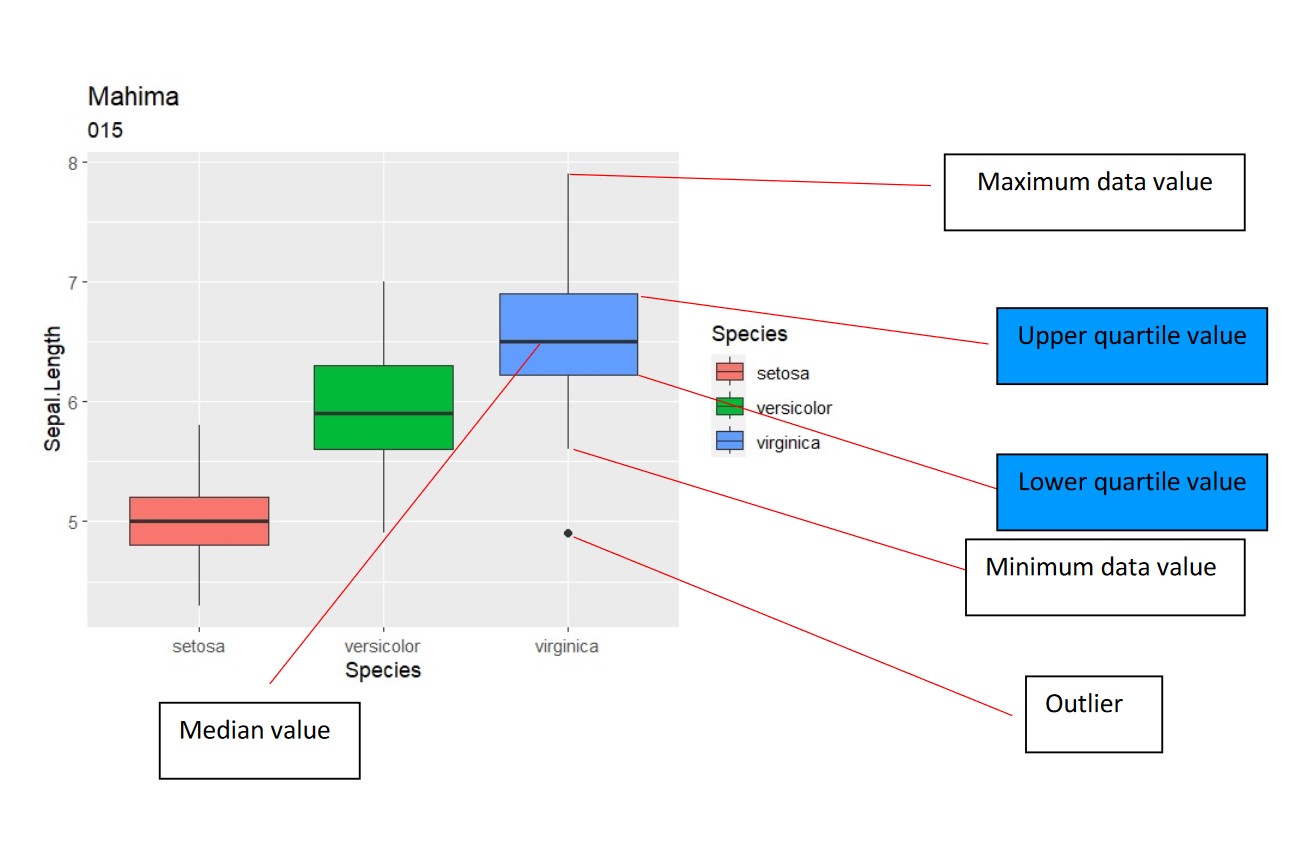 Mahima
015
8
7
6
5
Sepal.Length
setosa
versicolor
virginica
Species
Species
setosa
versicolor
virginica
Maximum data value
Upper quartile value
Lower quartile value
Minimum data value
Outlier
Median value